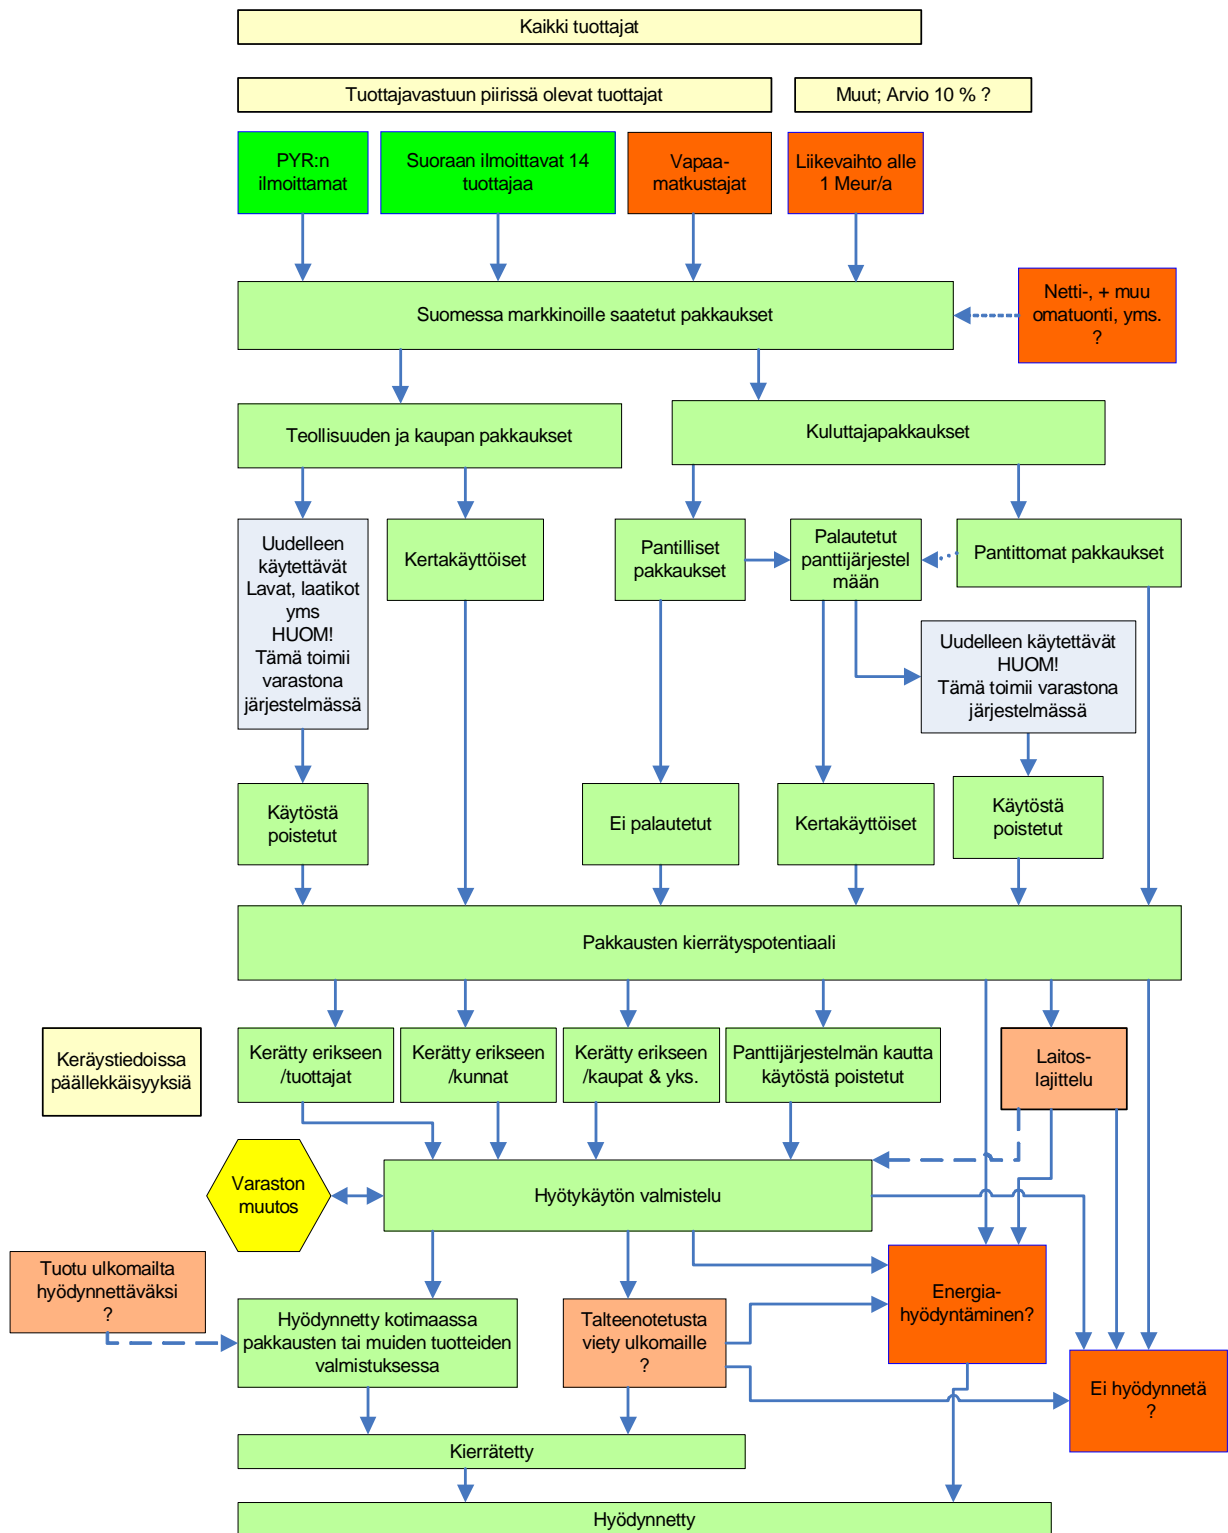 Kaikki tuottajat
Tuottajavastuun piirissä olevat tuottajat
Muut; Arvio 10 % ?
PYR:n
ilmoittamat
Suoraan ilmoittavat 14
tuottajaa
Vapaa-
matkustajat
Liikevaihto alle
1 Meur/a
Suomessa markkinoille saatetut pakkaukset
Netti-, + muu
omatuonti, yms.
?
Teollisuuden ja kaupan pakkaukset
Kuluttajapakkaukset
Uudelleen
käytettävät
Lavat, laatikot
yms
HUOM!
Tämä toimii
varastona
järjestelmässä
Kertakäyttöiset
Pantilliset
pakkaukset
Palautetut
panttijärjestel
mään
Pantittomat pakkaukset
Uudelleen käytettävät
HUOM!
Tämä toimii varastona
järjestelmässä
Käytöstä
poistetut
Ei palautetut
Kertakäyttöiset
Käytöstä
poistetut
Pakkausten kierrätyspotentiaali
Keräystiedoissa
päällekkäisyyksiä
Kerätty erikseen
/tuottajat
Kerätty erikseen
/kunnat
Kerätty erikseen
/kaupat & yks.
Panttijärjestelmän kautta
käytöstä poistetut
Laitos-
lajittelu
Varaston
muutos
Hyötykäytön valmistelu
Tuotu ulkomailta
hyödynnettäväksi
?
Hyödynnetty kotimaassa
pakkausten tai muiden tuotteiden
valmistuksessa
Talteenotetusta
viety ulkomaille
?
Energia-
hyödyntäminen?
Ei hyödynnetä
?
Kierrätetty
Hyödynnetty